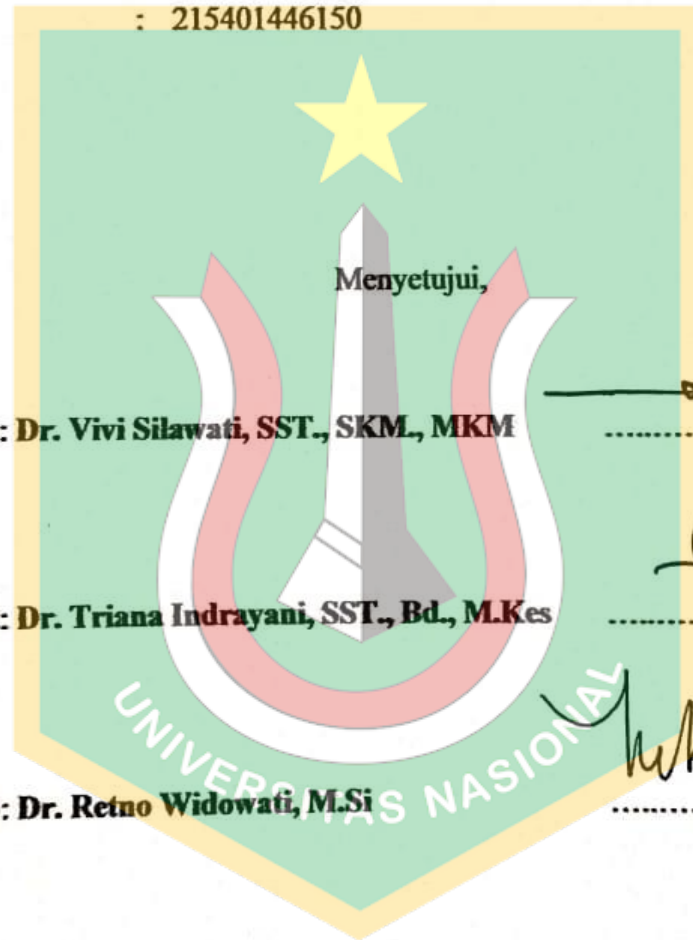 : 215401446150
Menyetujui,
: Dr. Vivi Silawati, SST., SKM., MKM ..........
: Dr. Triana Indrayani, SST., Bd., M.Kes ..........
: Dr. Retno Widowati, M.Si ..........
UNIVERSITAS NASIONAL